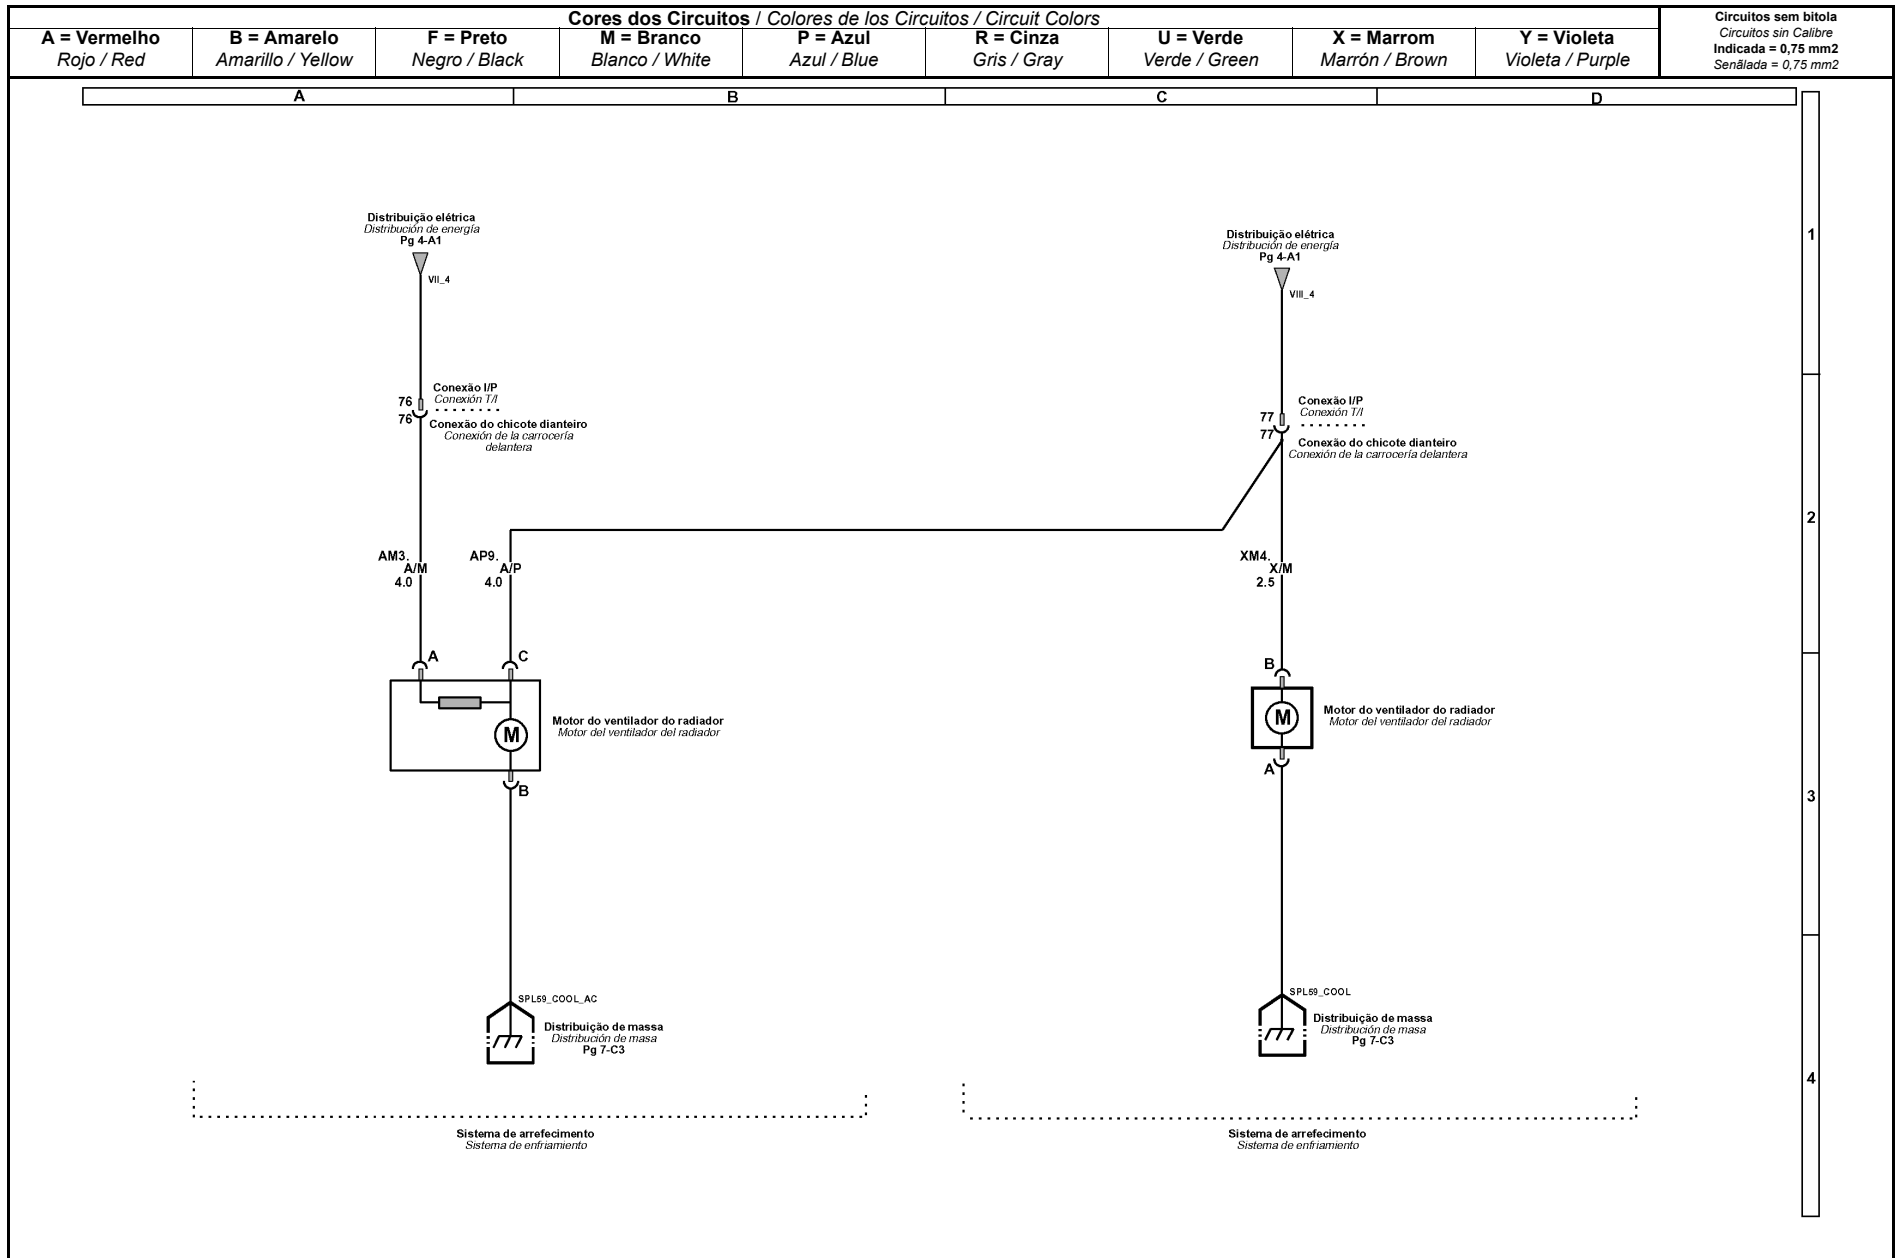 Cores dos Circuitos / Colores de los Circuitos / Circuit Colors
A = Vermelho
Rojo / Red
B = Amarelo
Amarillo / Yellow
F = Preto
Negro / Black
M = Branco
Blanco / White
P = Azul
Azul / Blue
R = Cinza
Gris / Gray
U = Verde
Verde / Green
X = Marrom
Marrón / Brown
Y = Violeta
Violeta / Purple
Circuitos sem bitola
Circuitos sin Calibre
Indicada = 0,75 mm2
Senãlada = 0,75 mm2
A
B
C
D
1
2
3
4
Distribuição elétrica
Distribución de energía
Pg 4-A1
VII_4
76
76
Conexão I/P
Conexión T/I
Conexão do chicote dianteiro
Conexión de la carrocería
delantera
AM3.
A/M
4.0
AP9.
A/P
4.0
A
C
M
Motor do ventilador do radiador
Motor del ventilador del radiador
B
SPL59_COOL_AC
Distribuição de massa
Distribución de masa
Pg 7-C3
Sistema de arrefecimento
Sistema de enfriamiento
Distribuição elétrica
Distribución de energía
Pg 4-A1
VIII_4
77
77
Conexão I/P
Conexión T/I
Conexão do chicote dianteiro
Conexión de la carrocería delantera
XM4.
X/M
2.5
B
M
Motor do ventilador do radiador
Motor del ventilador del radiador
A
SPL59_COOL
Distribuição de massa
Distribución de masa
Pg 7-C3
Sistema de arrefecimento
Sistema de enfriamiento